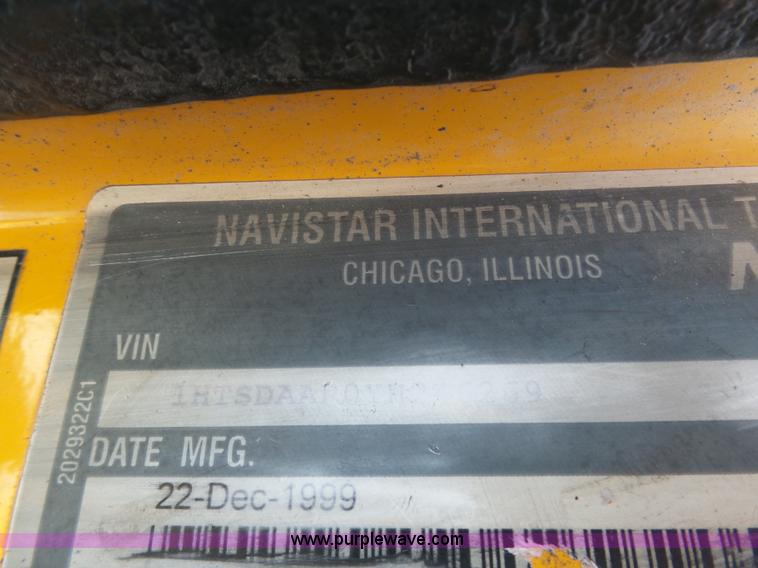 NAVISTAR INTERNATIONAL
CHICAGO, ILLINOIS
VIN
2029322C1
DATE MFG.
22-Dec-1999
www.purplewave.com